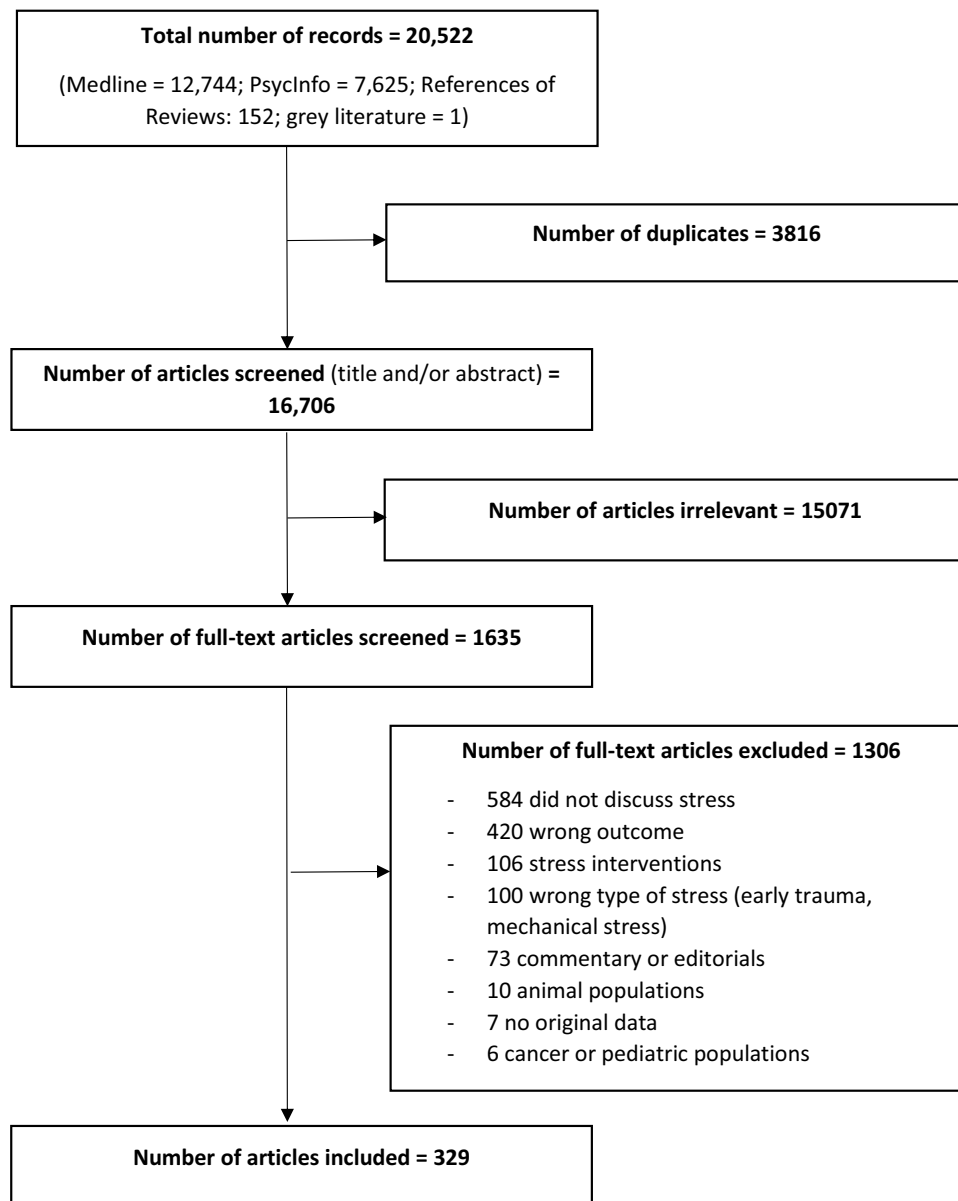 Total number of records = 20,522
(Medline = 12,744; PsycInfo = 7,625; References of
Reviews: 152; grey literature = 1)
Number of duplicates = 3816
Number of articles screened (title and/or abstract) =
16,706
Number of articles irrelevant = 15071
Number of full-text articles screened = 1635
Number of full-text articles excluded = 1306
- 584 did not discuss stress
- 420 wrong outcome
- 106 stress interventions
- 100 wrong type of stress (early trauma,
mechanical stress)
- 73 commentary or editorials
- 10 animal populations
- 7 no original data
- 6 cancer or pediatric populations
Number of articles included = 329